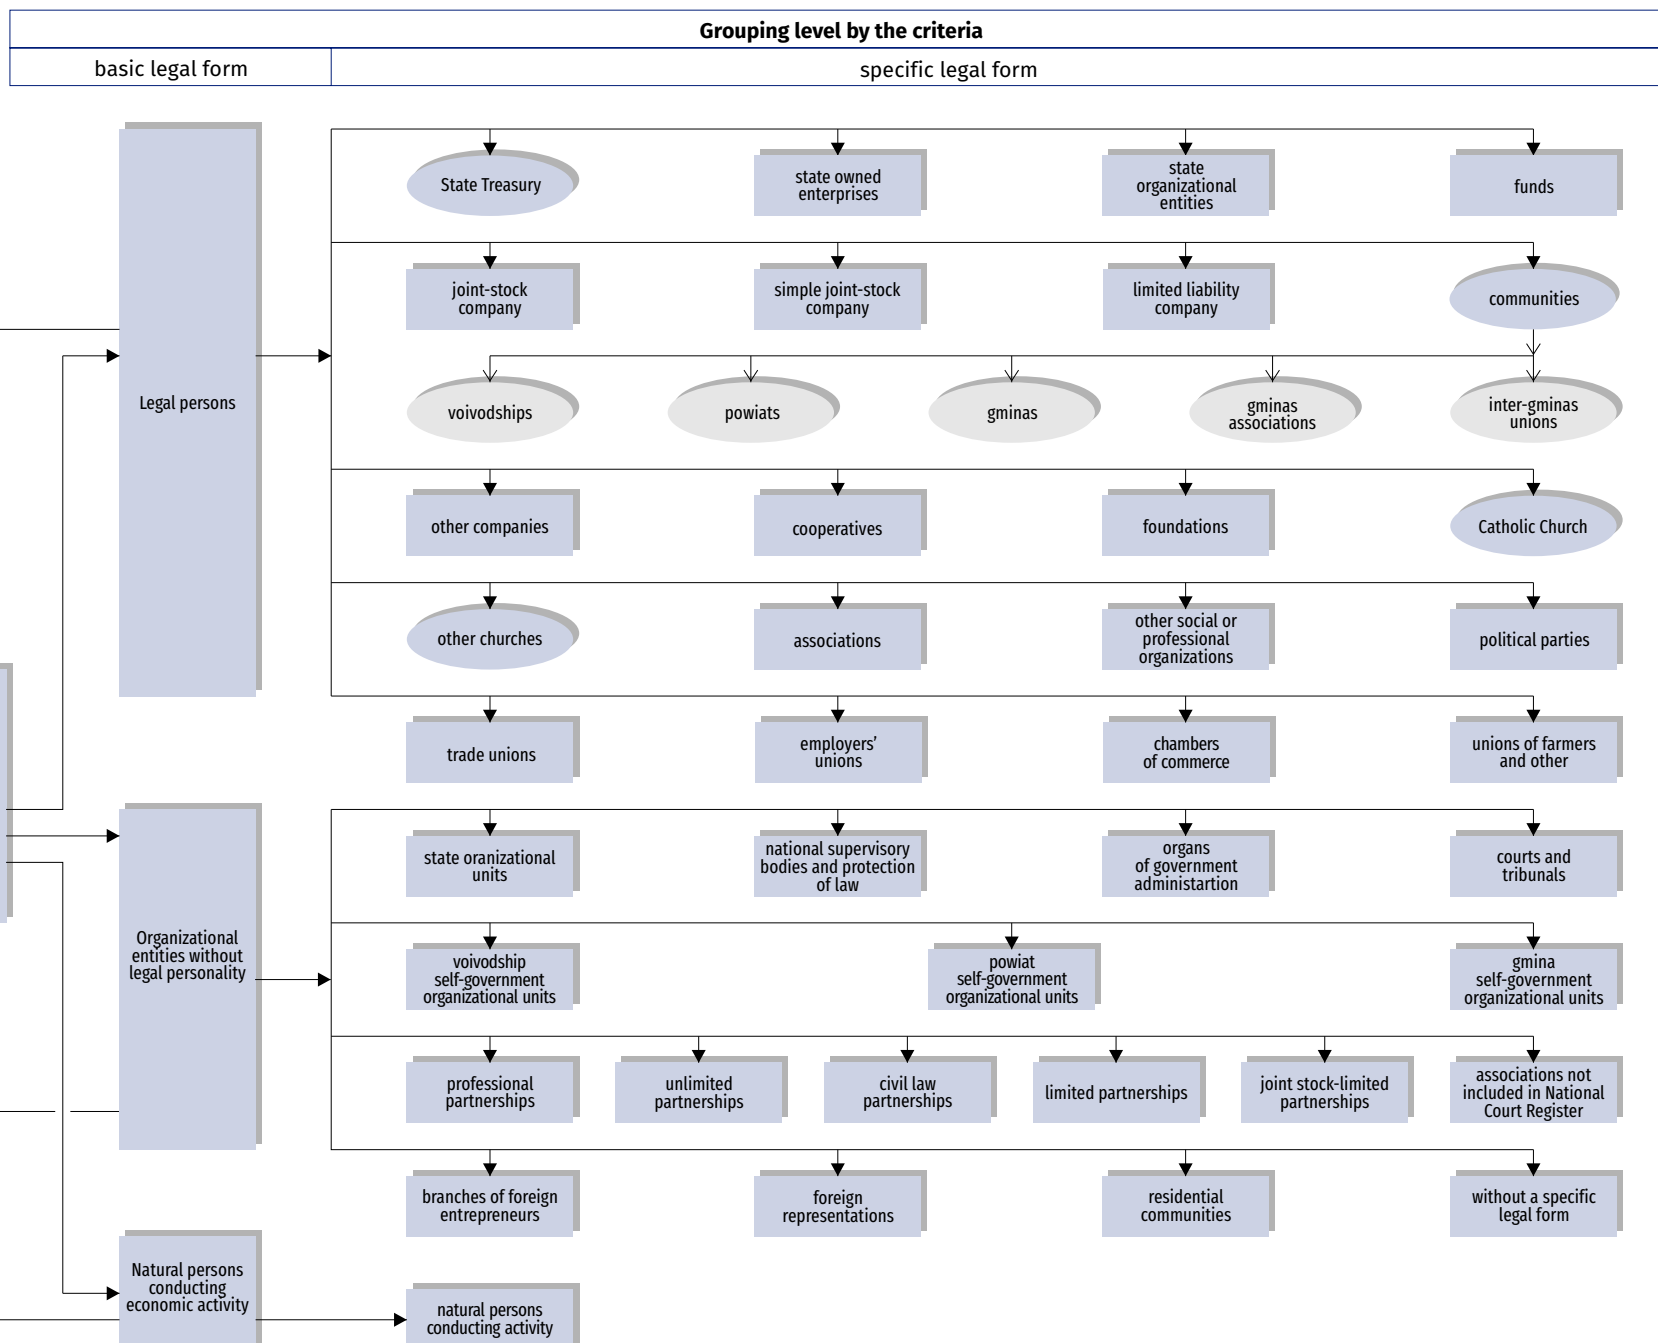 Grouping level by the criteria
basic legal form
specific legal form
State Treasury
state owned
enterprises
state
organizational
entities
funds
joint-stock
company
simple joint-stock
company
limited liability
company
communities
Legal persons
voivodships
powiats
gminas
gminas
associations
inter-gminas
unions
other companies
cooperatives
foundations
Catholic Church
other churches
associations
other social or
professional
organizations
political parties
trade unions
employers’
unions
chambers
of commerce
unions of farmers
and other
state oranizational
units
national supervisory
bodies and protection
of law
organs
of government
administartion
courts and
tribunals
Organizational
entities without
legal personality
voivodship
self-government
organizational units
powiat
self-government
organizational units
gmina
self-government
organizational units
professional
partnerships
unlimited
partnerships
civil law
partnerships
limited partnerships
joint stock-limited
partnerships
associations not
included in National
Court Register
branches of foreign
entrepreneurs
foreign
representations
residential
communities
without a specific
legal form
Natural persons
conducting
economic activity
natural persons
conducting activity